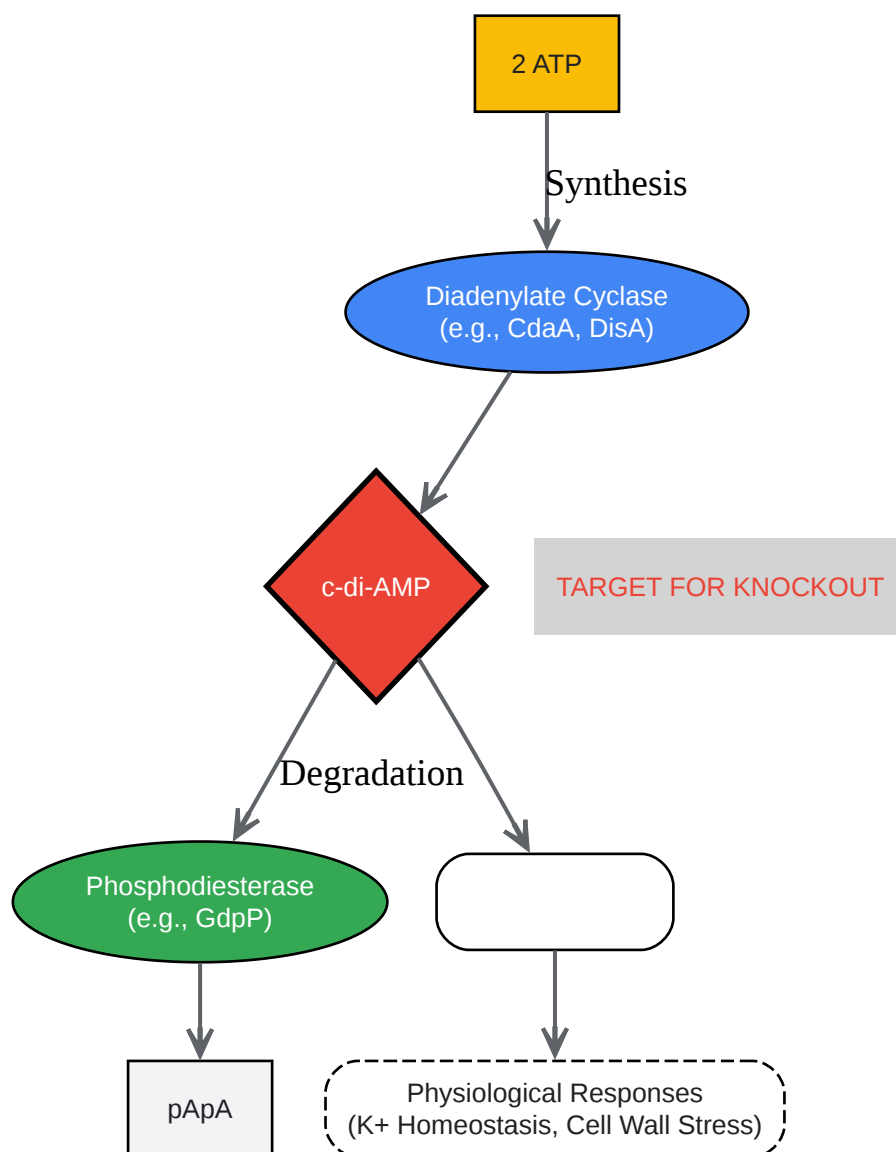 2 ATP
Synthesis
Diadenylate Cyclase
(e.g., CdaA, DisA)
c-di-AMP
TARGET FOR KNOCKOUT
Degradation
Phosphodiesterase
(e.g., GdpP)
pApA
Physiological Responses
(K+ Homeostasis, Cell Wall Stress)